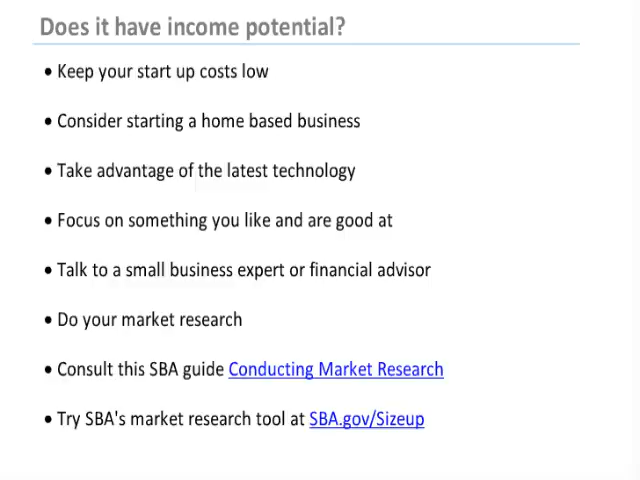 Does it have income potential?
• Keep your start up costs low
• Consider starting a home based business
• Take advantage of the latest technology
• Focus on something you like and are good at
• Talk to a small business expert or financial advisor
• Do your market research
• Consult this SBA guide Conducting Market Research
• Try SBA's market research tool at SBA.gov/Sizeup